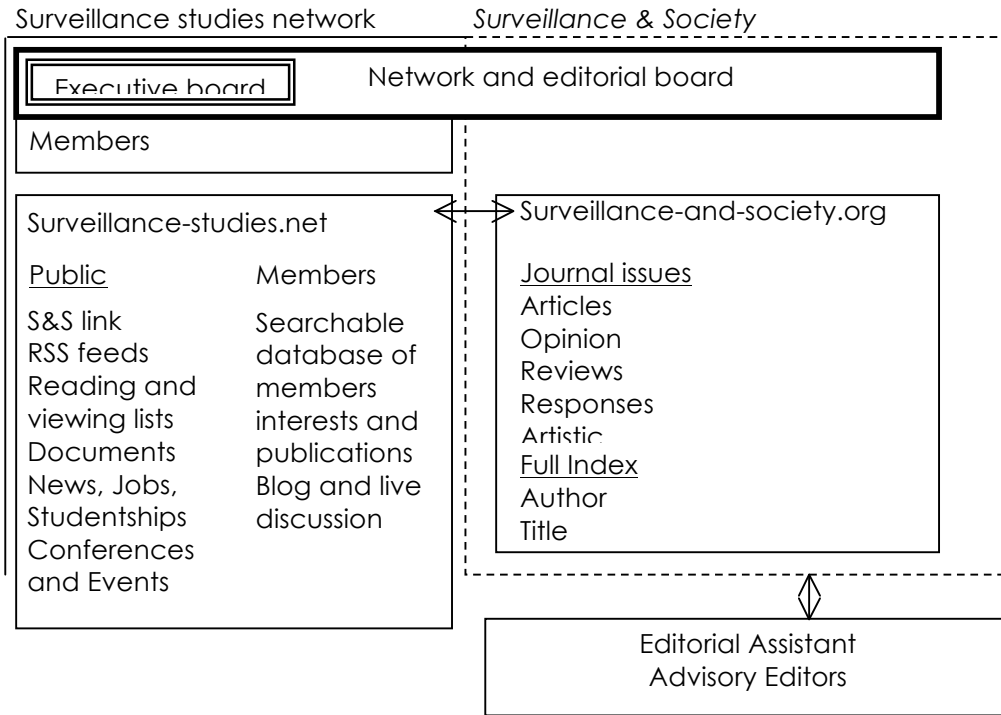 Surveillance studies network
Surveillance & Society
Executive board
Network and editorial board
Members
Surveillance-studies.net
Public
S&S link
RSS feeds
Reading and
viewing lists
Documents
News, Jobs,
Studentships
Conferences
and Events
Members
Searchable
database of
members
interests and
publications
Blog and live
discussion
Surveillance-and-society.org
Journal issues
Articles
Opinion
Reviews
Responses
Artistic
Full Index
Author
Title
Editorial Assistant
Advisory Editors